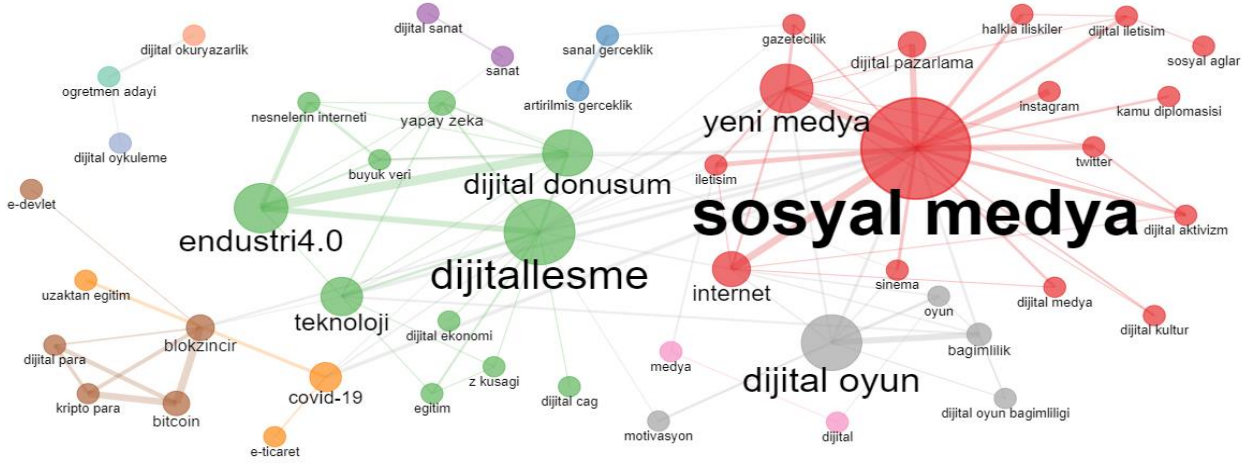 dijital sanat
halkla iliskiler
dijital iletisim
gazetecilik
dijital okuryazarlik
sanal gerceklik
dijital pazarlama
sosyal aglar
sanat
ogretmen adayi
artirilmis gerceklik
instagram
kamu diplomasisi
nesnelerin interneti
yapay zeka
yeni medya
dijital oykuleme
buyuk veri
iletisim
twitter
dijital donusum
e-devlet
sosyal medya
dijital aktivizm
endustri4.0
dijitallesme
uzaktan egitim
internet
sinema
dijital medya
teknoloji
dijital ekonomi
oyun
dijital kultur
blokzincir
bagimlilik
dijital para
medya
dijital oyun
z kusagi
covid-19
egitim
dijital cag
kripto para
bitcoin
dijital oyun bagimliligi
motivasyon
dijital
e-ticaret